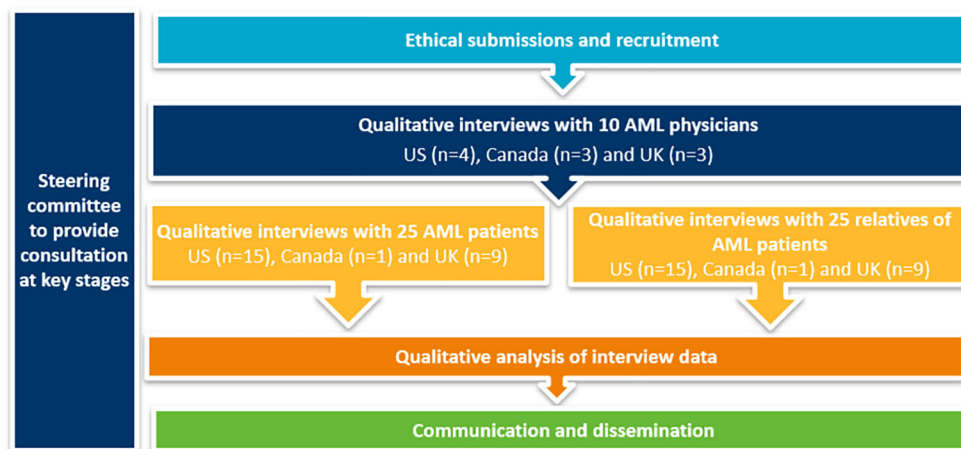 Steering
committee
to provide
consultation
at key stages
Ethical submissions and recruitment
Qualitative interviews with 10 AML physicians
US (n=4), Canada (n=3) and UK (n=3)
Qualitative interviews with 25 AML patients
US (n=15), Canada (n=1) and UK (n=9)
Qualitative interviews with 25 relatives of
AML patients
US (n=15), Canada (n=1) and UK (n=9)
Qualitative analysis of interview data
Communication and dissemination